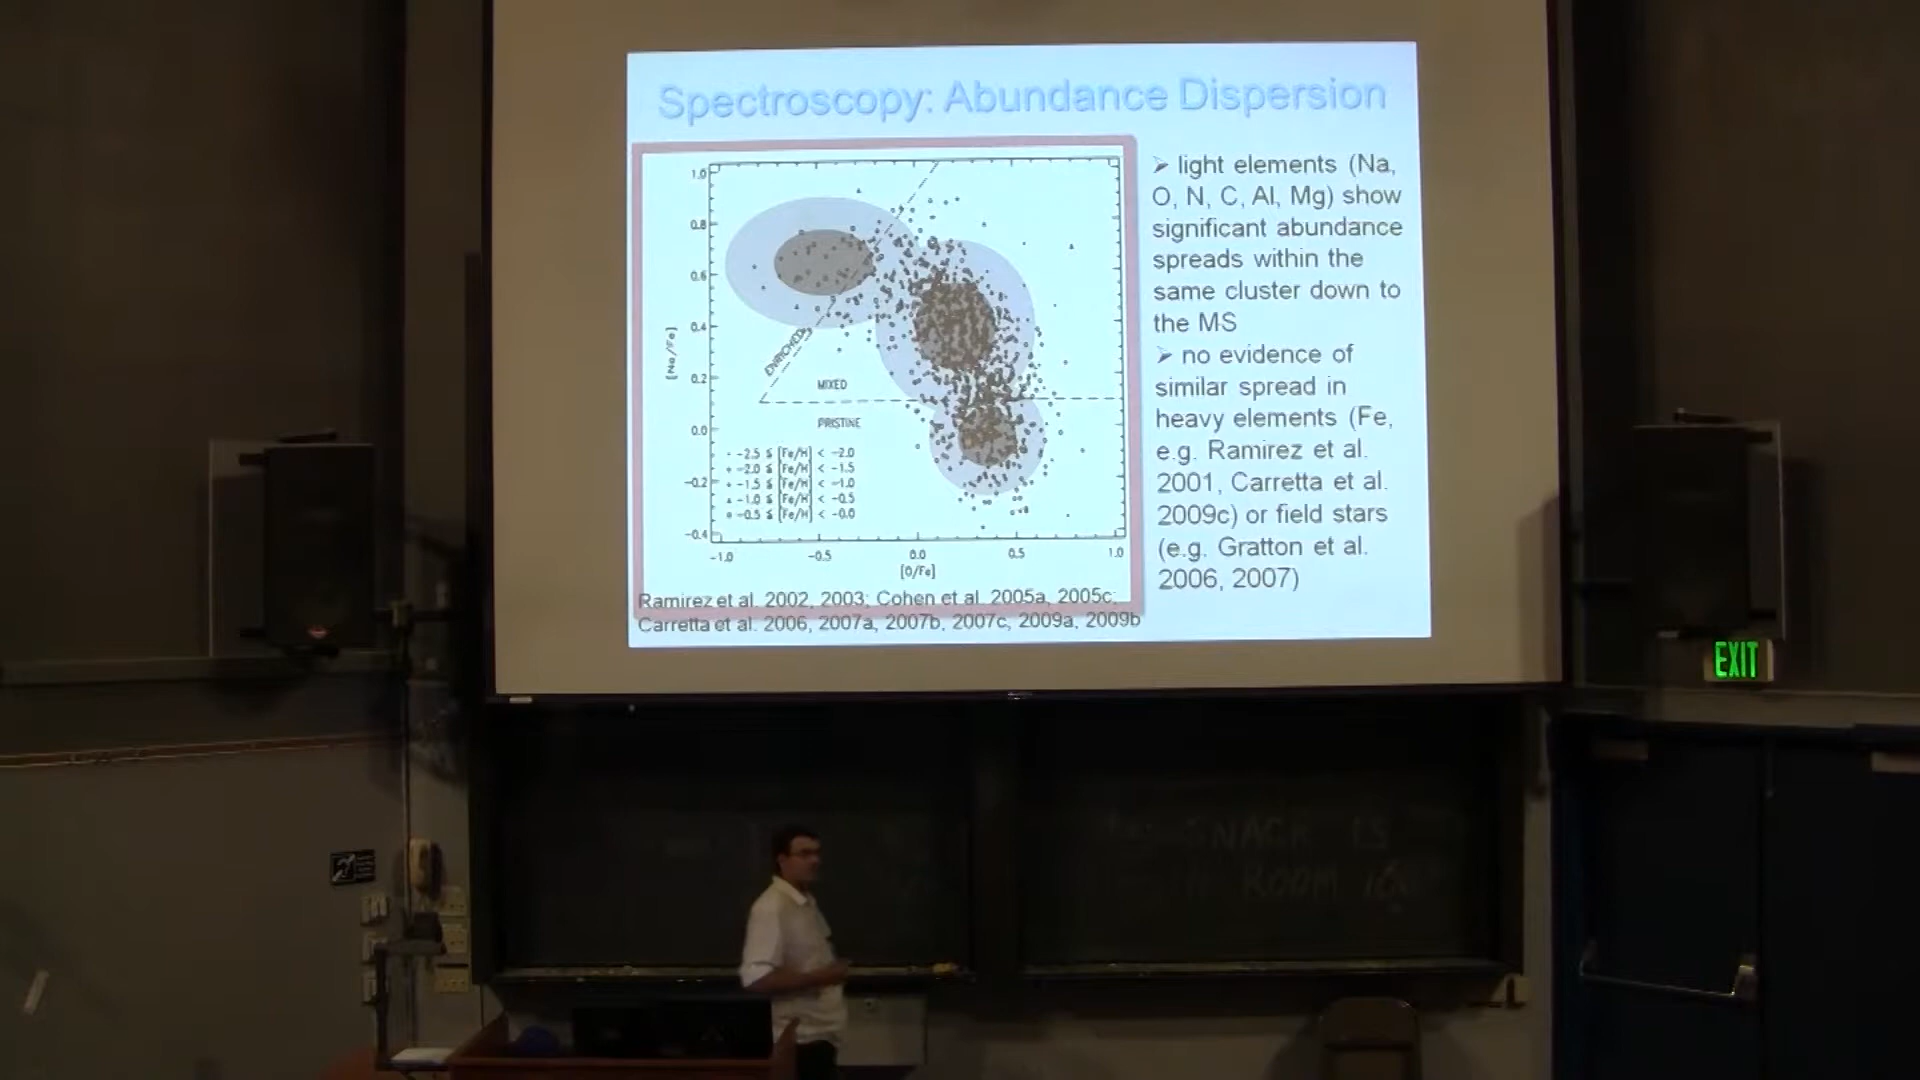 Spectroscopy: Abundance Dispersion
1.0
0.8
0.6
0.4
0.2
0.0
-0.2
-0.4
[Na/Fe]
ENRICHED
MIXED
PRISTINE
-2.5 ≤ [Fe/H] < -2.0
-2.0 ≤ [Fe/H] < -1.5
-1.5 ≤ [Fe/H] < -1.0
-1.0 ≤ [Fe/H] < -0.5
-0.5 ≤ [Fe/H] < -0.0
-1.0 -0.5 0.0 0.5 1.0
[O/Fe]
Ramirez et al. 2002, 2003; Cohen et al. 2005a, 2005c;
Carretta et al. 2006, 2007a, 2007b, 2007c, 2009a, 2009b
➢ light elements (Na,
O, N, C, Al, Mg) show
significant abundance
spreads within the
same cluster down to
the MS
➢ no evidence of
similar spread in
heavy elements (Fe,
e.g. Ramirez et al.
2001, Carretta et al.
2009c) or field stars
(e.g. Gratton et al.
2006, 2007)
EXIT
IS
ROOM